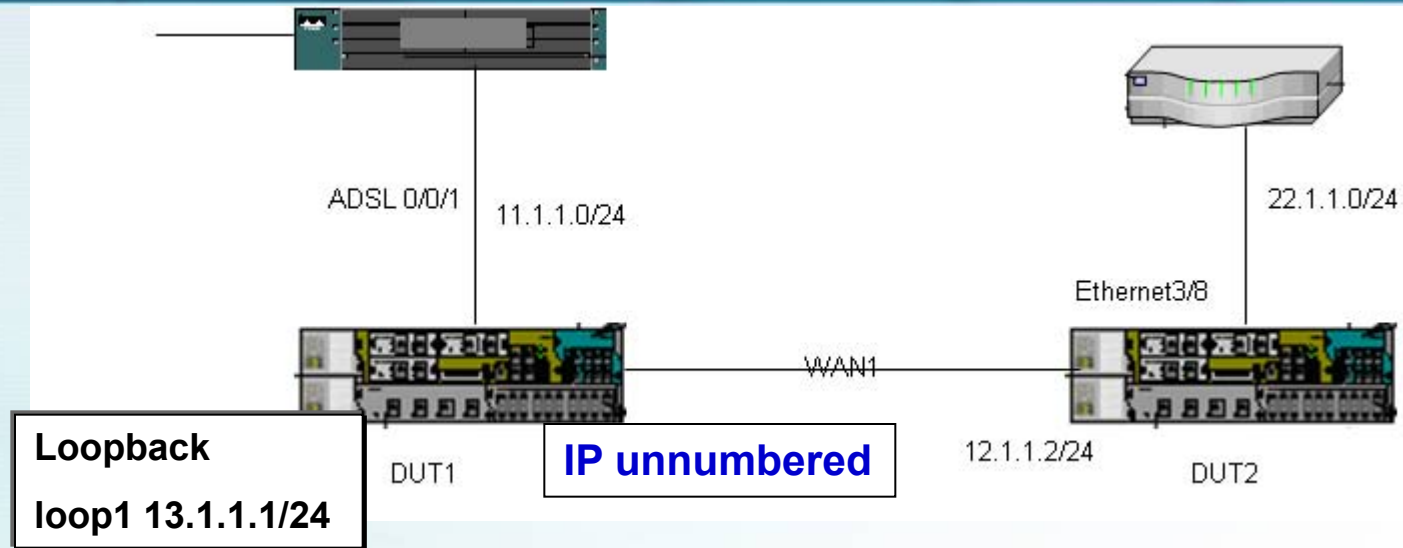 ADSL 0/0/1
11.1.1.0/24
22.1.1.0/24
Ethernet3/8
WAN1
Loopback
loop1 13.1.1.1/24
DUT1
IP unnumbered
12.1.1.2/24
DUT2